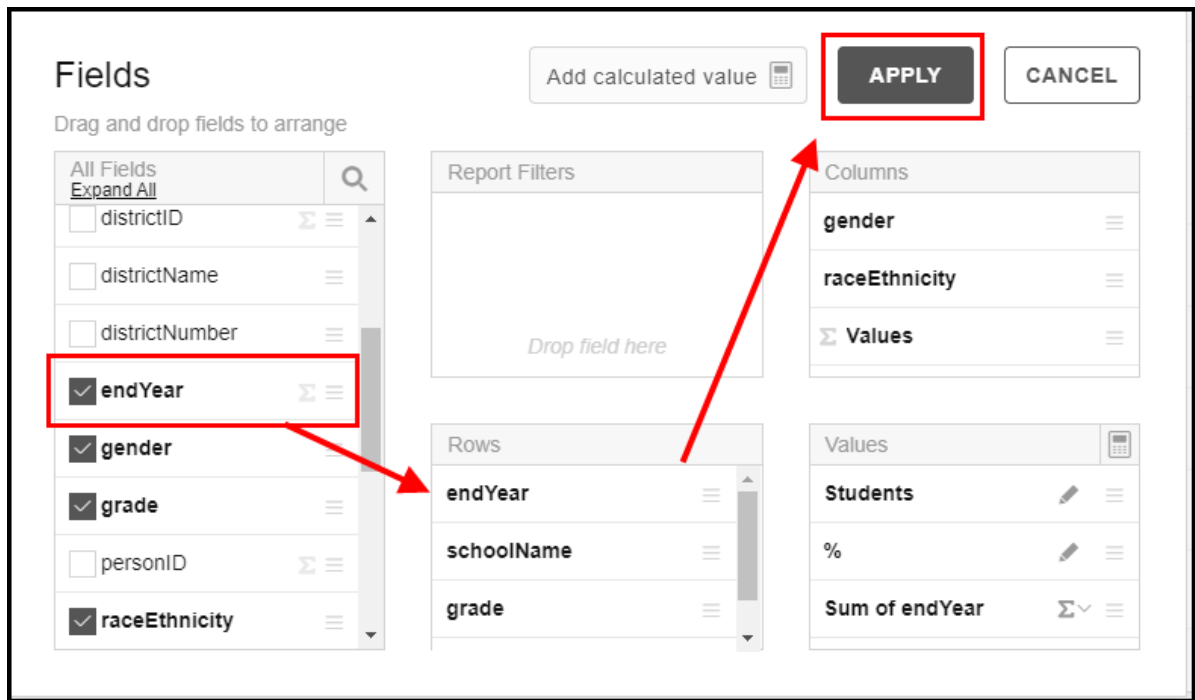 Fields
Add calculated value
APPLY
CANCEL
Drag and drop fields to arrange
All Fields
Expand All
districtID
districtName
districtNumber
endYear
gender
grade
personID
raceEthnicity
Report Filters
Drop field here
Columns
gender
raceEthnicity
Σ Values
Rows
endYear
schoolName
grade
Values
Students
%
Sum of endYear